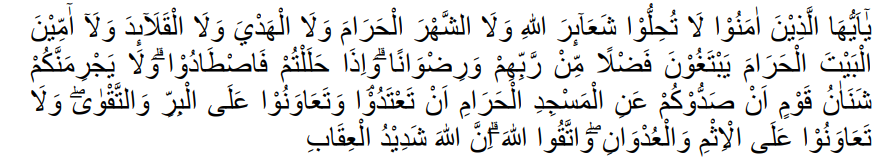 يٰٓاَيُّهَا الَّذِيْنَ اٰمَنُوْا لَا تُحِلُّوْا شَعَاۤىِٕرَ اللّٰهِ وَلَا الشَّهْرَ الْحَرَامَ وَلَا الْهَدْيَ وَلَا الْقَلَاۤىِٕدَ وَلَآ اٰۤمِّيْنَ
الْبَيْتَ الْحَرَامَ يَبْتَغُوْنَ فَضْلًا مِّنْ رَّبِّهِمْ وَرِضْوَانًا ۗوَاِذَا حَلَلْتُمْ فَاصْطَادُوْا ۗوَلَا يَجْرِمَنَّكُمْ
شَنَاٰنُ قَوْمٍ اَنْ صَدُّوْكُمْ عَنِ الْمَسْجِدِ الْحَرَامِ اَنْ تَعْتَدُوْۘا وَتَعَاوَنُوْا عَلَى الْبِرِّ وَالتَّقْوٰىۖ وَلَا
تَعَاوَنُوْا عَلَى الْاِثْمِ وَالْعُدْوَانِ ۖوَاتَّقُوا اللّٰهَ ۗاِنَّ اللّٰهَ شَدِيْدُ الْعِقَابِ